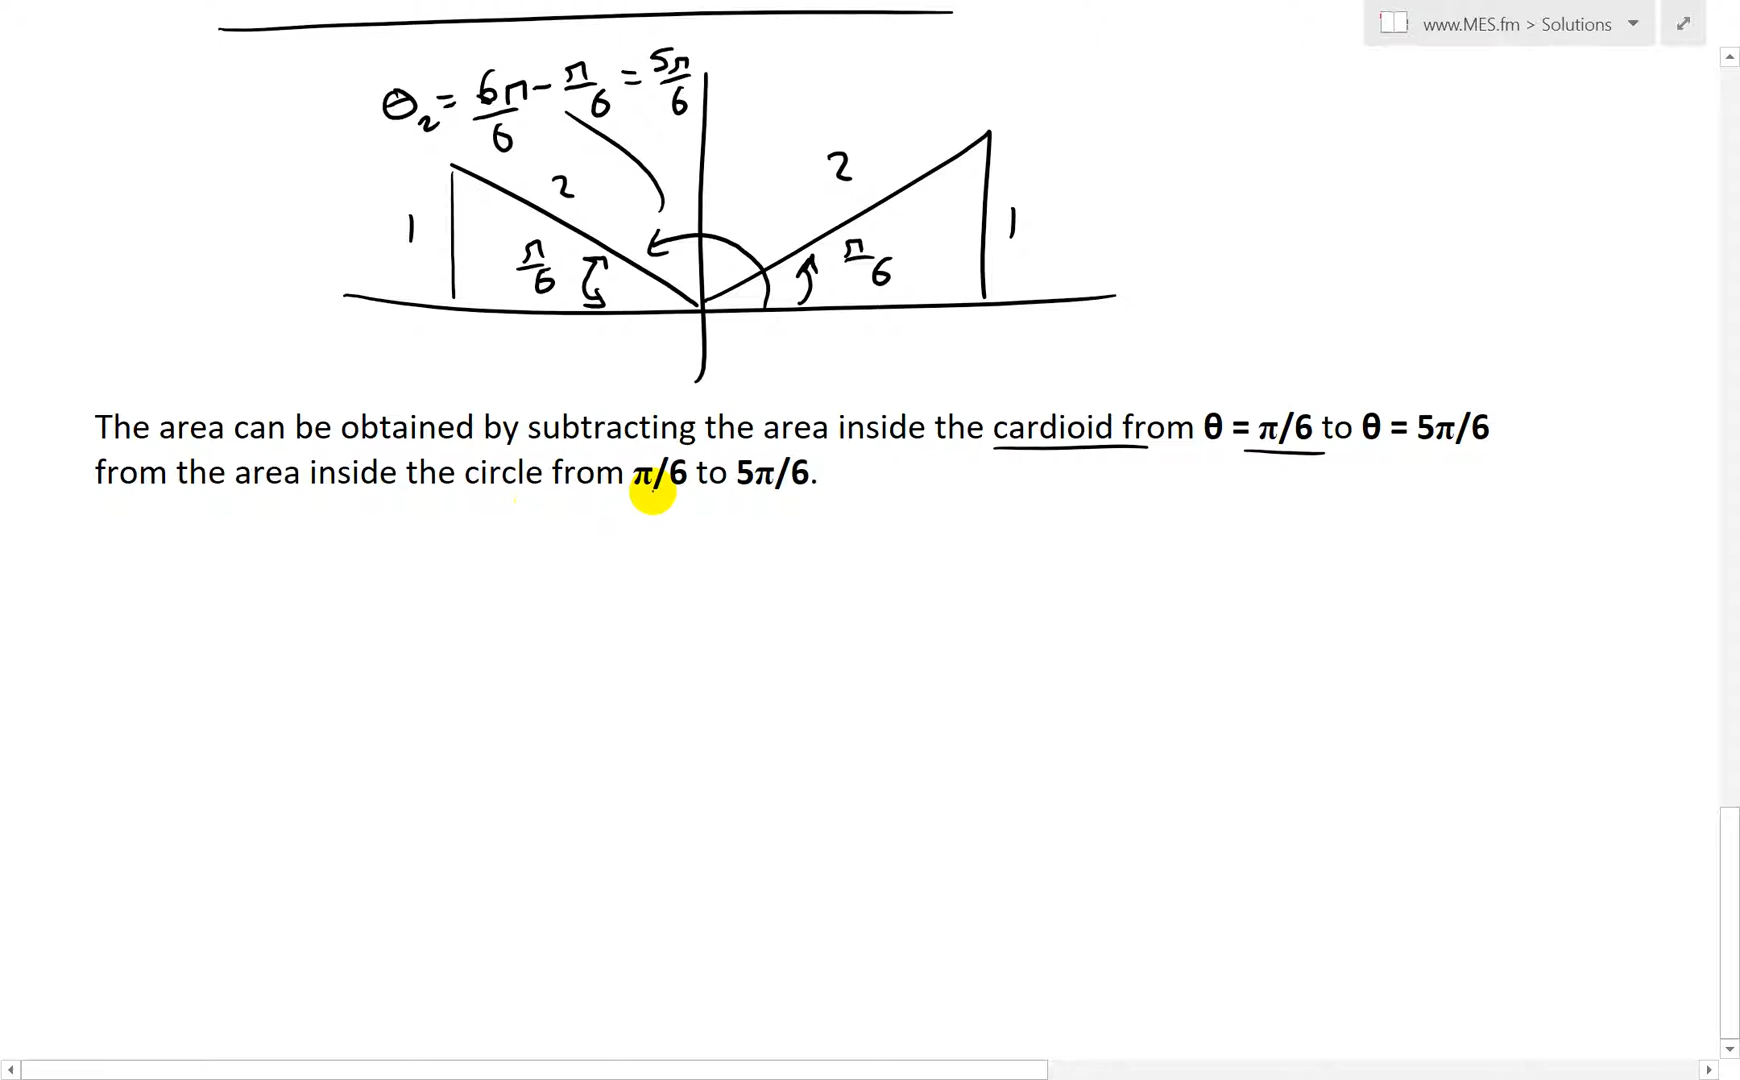 www.MES.fm > Solutions
θ₂ = 6π/6 - π/6 = 5π/6
2
2
1
π/6
π/6
1
The area can be obtained by subtracting the area inside the cardioid from θ = π/6 to θ = 5π/6
from the area inside the circle from π/6 to 5π/6.